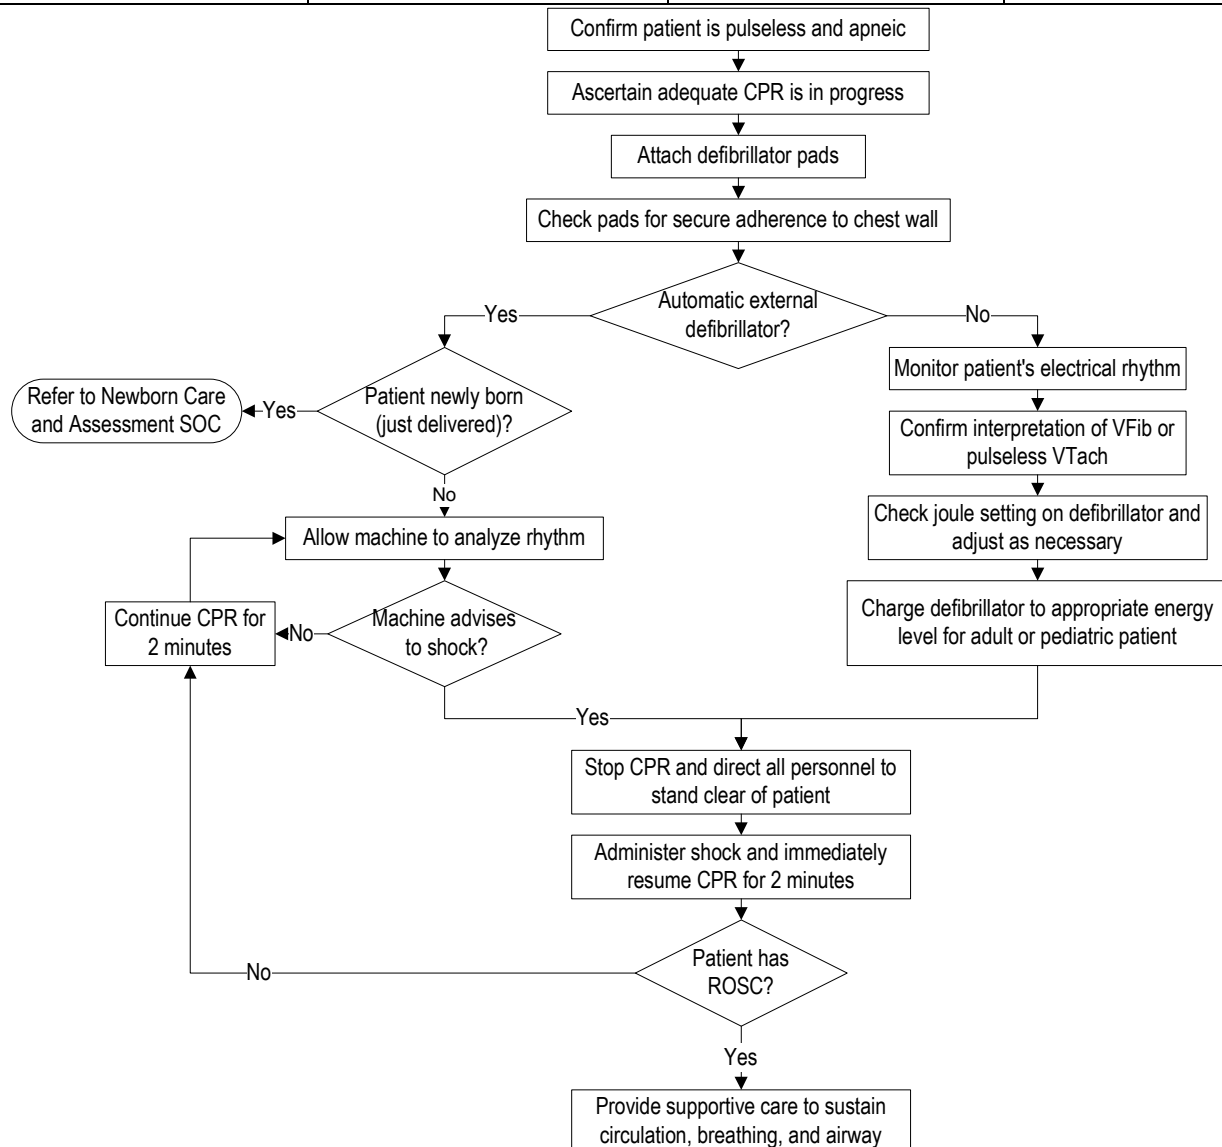 Confirm patient is pulseless and apneic
Ascertain adequate CPR is in progress
Attach defibrillator pads
Check pads for secure adherence to chest wall
Automatic external
defibrillator?
Yes
No
Patient newly born
(just delivered)?
Yes
Refer to Newborn Care
and Assessment SOC
No
Allow machine to analyze rhythm
Machine advises
to shock?
No
Continue CPR for
2 minutes
Monitor patient's electrical rhythm
Confirm interpretation of VFib or
pulseless VTach
Check joule setting on defibrillator and
adjust as necessary
Charge defibrillator to appropriate energy
level for adult or pediatric patient
Yes
Stop CPR and direct all personnel to
stand clear of patient
Administer shock and immediately
resume CPR for 2 minutes
Patient has
ROSC?
No
Yes
Provide supportive care to sustain
circulation, breathing, and airway